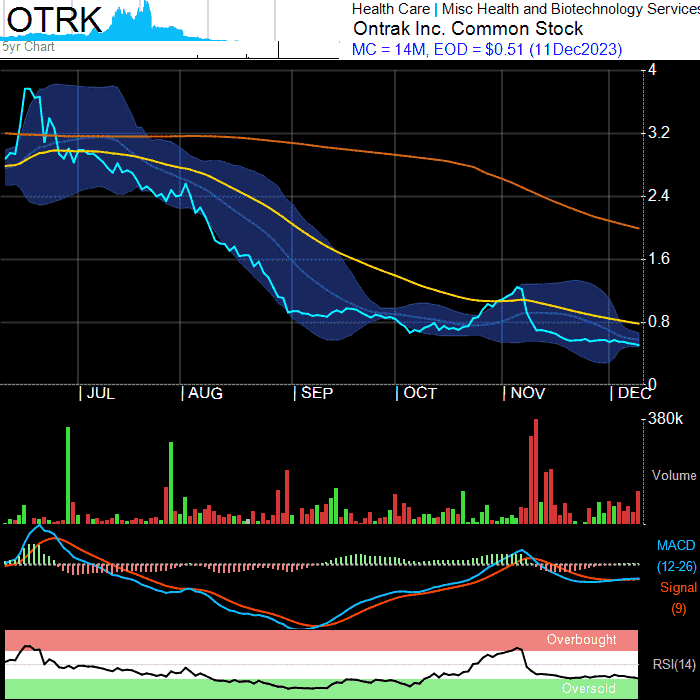 OTRK
5yr Chart
Health Care | Misc Health and Biotechnology Services
Ontrak Inc. Common Stock
MC = 14M, EOD = $0.51 (11Dec2023)
4
3.2
2.4
1.6
0.8
0
| JUL | AUG | SEP | OCT | NOV | DEC
380k
Volume
MACD
(12-26)
Signal
(9)
Overbought
RSI(14)
Oversold